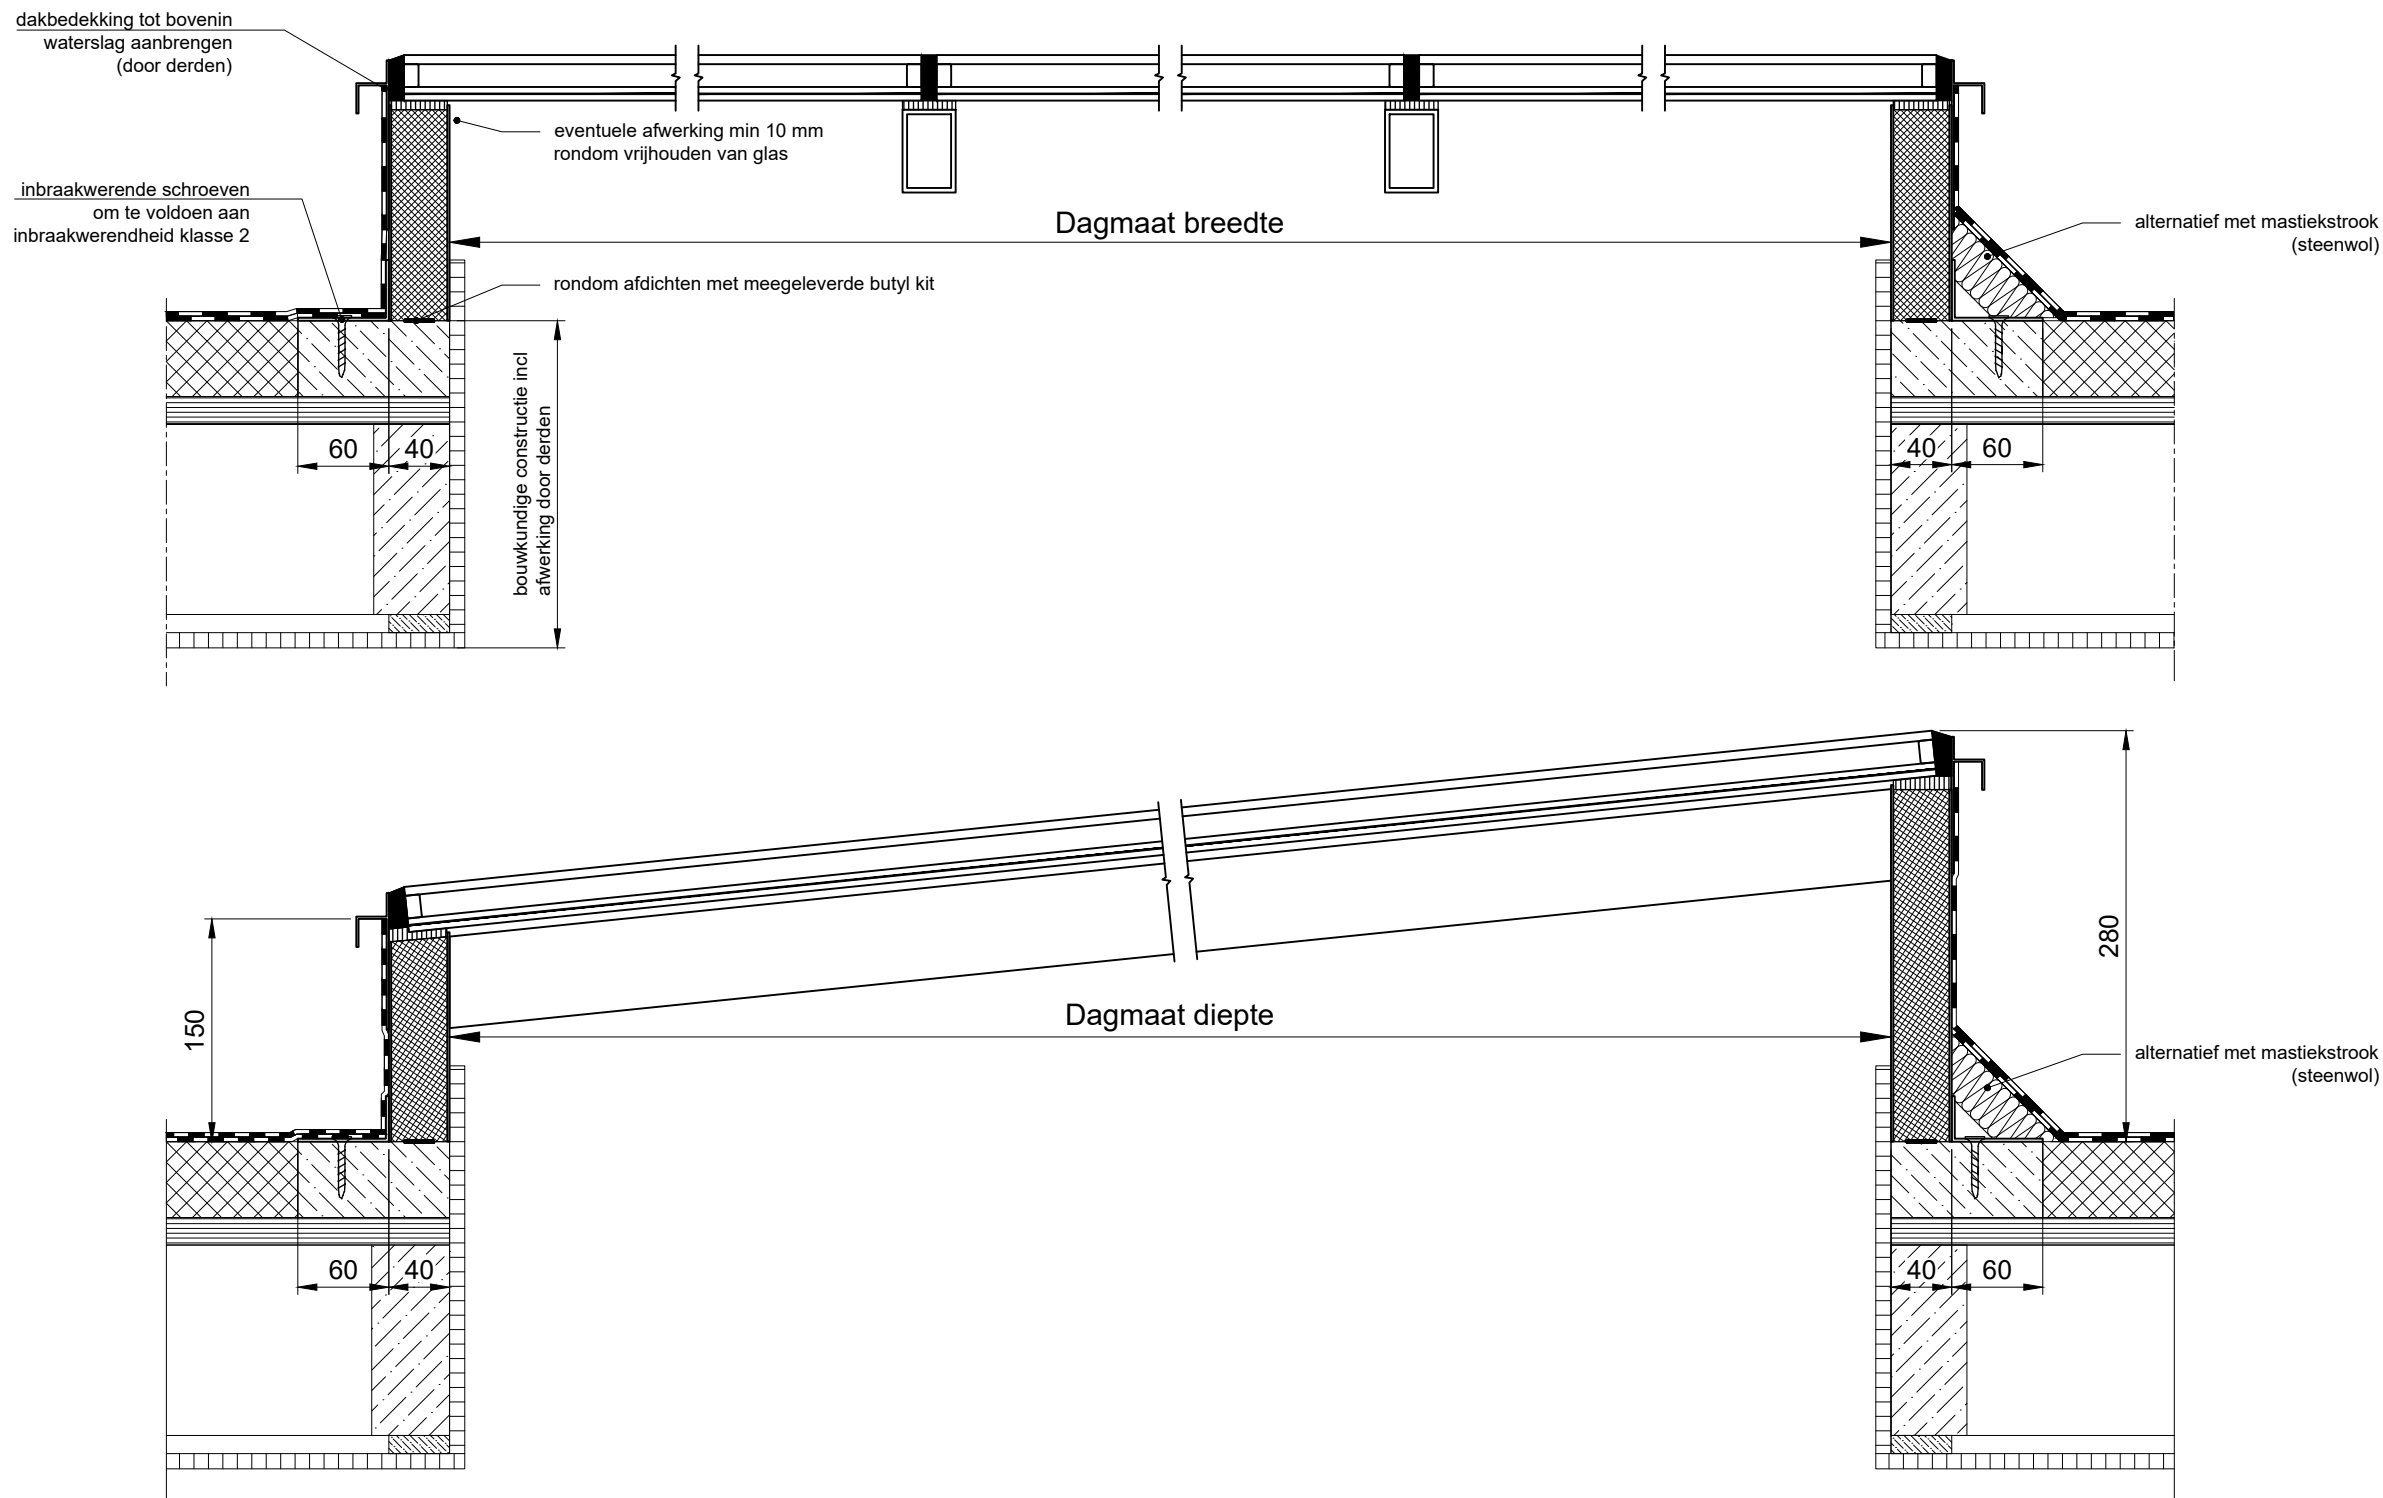 dakbedekking tot bovenin
waterslag aanbrengen
(door derden)
eventuele afwerking min 10 mm
rondom vrijhouden van glas
inbraakwerende schroeven
om te voldoen aan
inbraakwerendheid klasse 2
Dagmaat breedte
alternatief met mastiekstrook
(steenwol)
rondom afdichten met meegeleverde butyl kit
bouwkundige constructie incl
afwerking door derden
60
40
40
60
280
150
Dagmaat diepte
alternatief met mastiekstrook
(steenwol)
60
40
40
60